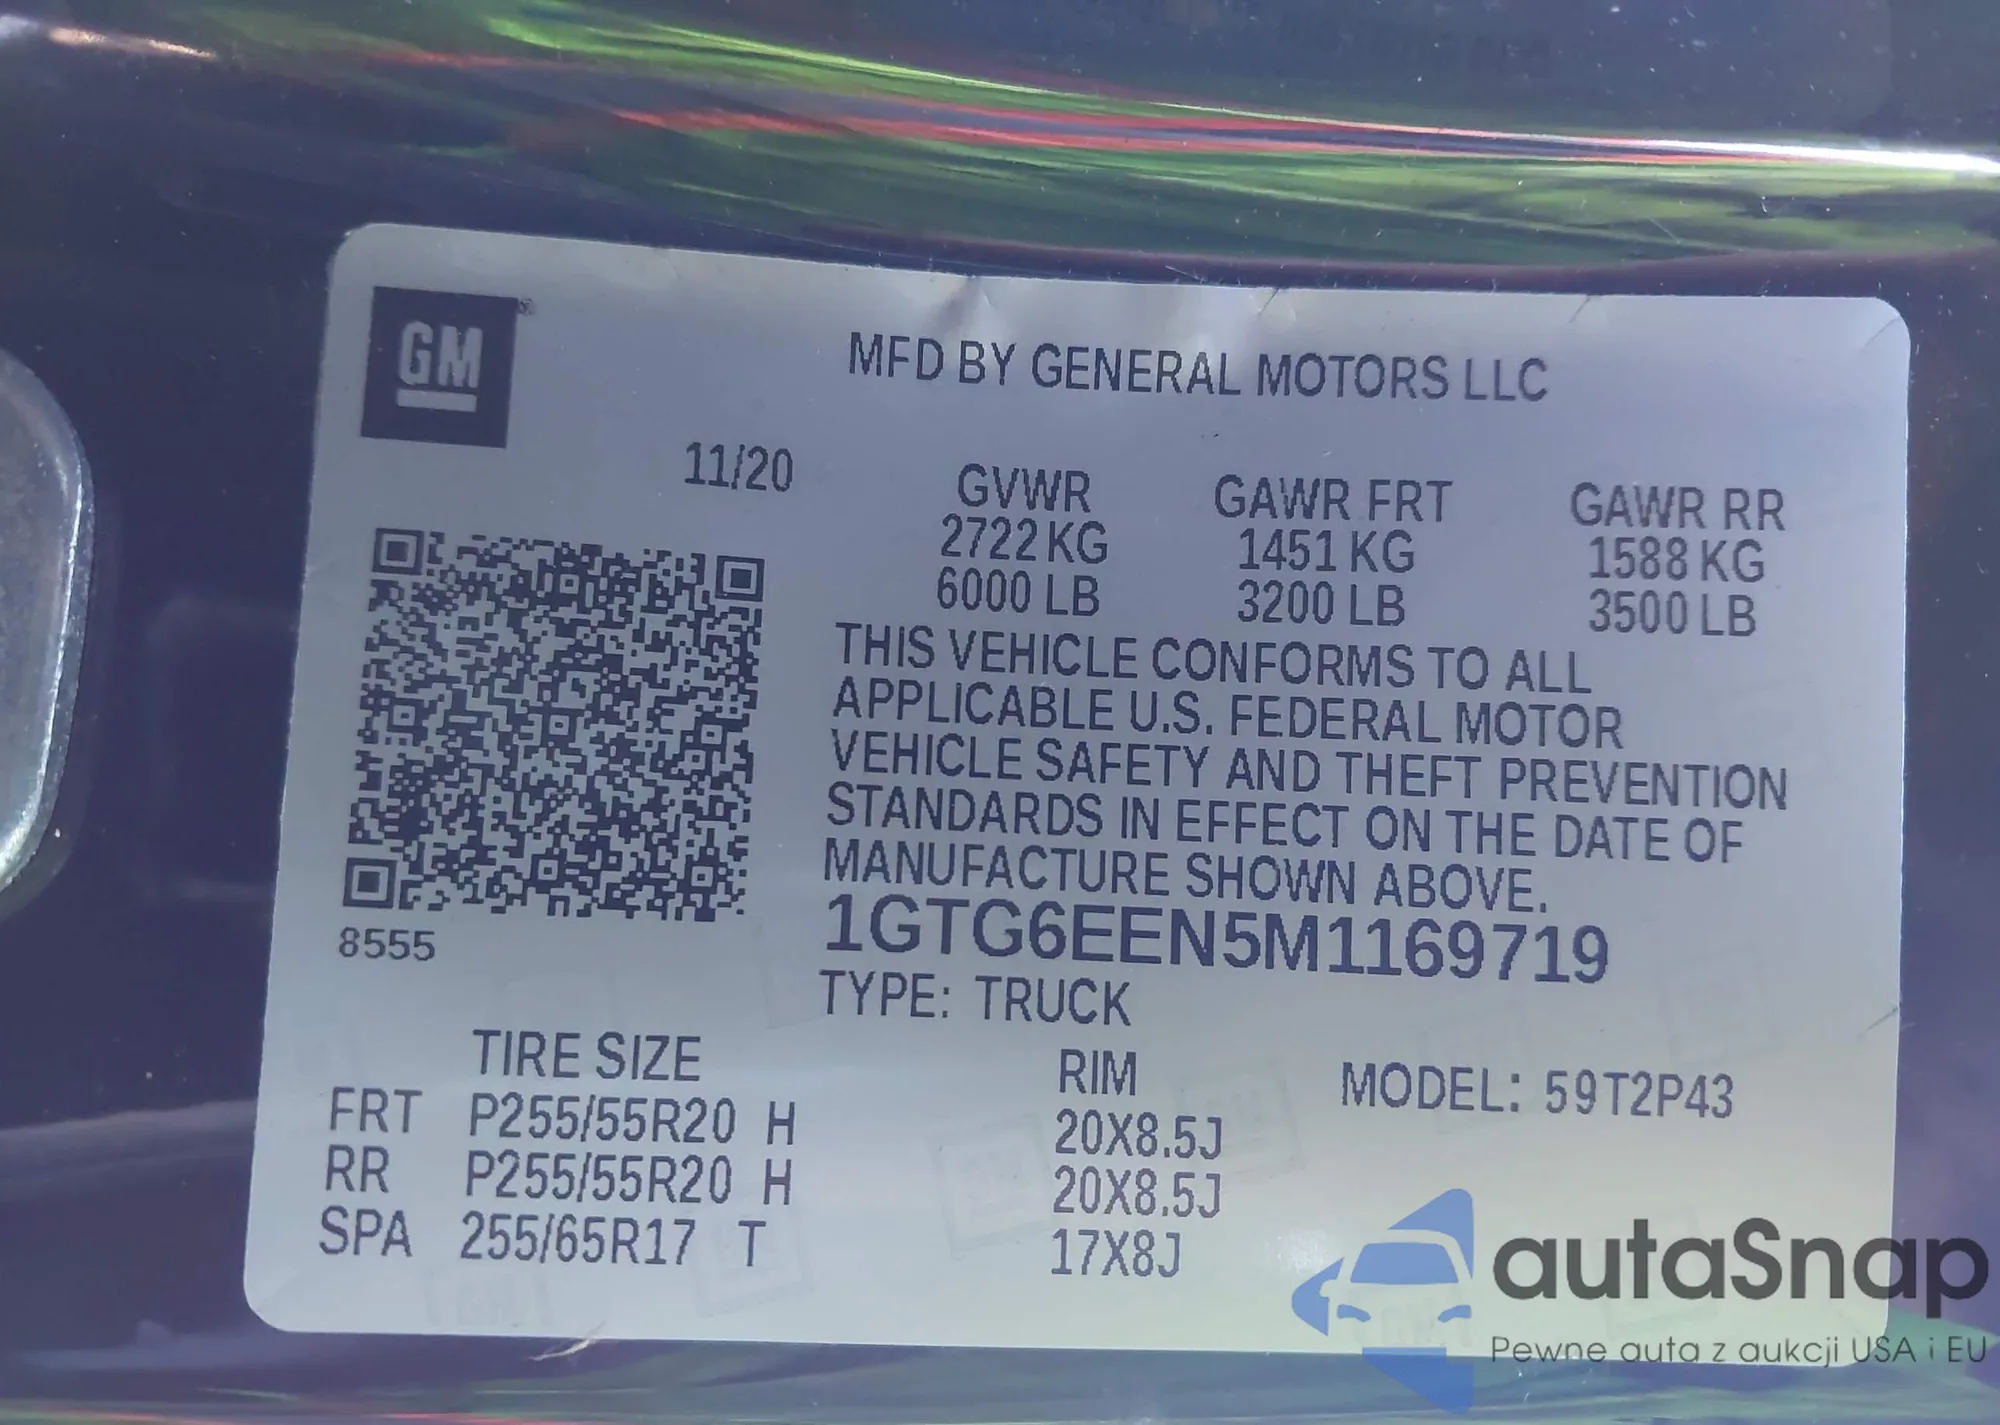 GM
MFD BY GENERAL MOTORS LLC
11/20
GVWR GAWR FRT GAWR RR
2722 KG 1451 KG 1588 KG
6000 LB 3200 LB 3500 LB
THIS VEHICLE CONFORMS TO ALL
APPLICABLE U.S. FEDERAL MOTOR
VEHICLE SAFETY AND THEFT PREVENTION
STANDARDS IN EFFECT ON THE DATE OF
MANUFACTURE SHOWN ABOVE.
8555
1GTG6EEN5M1169719
TYPE: TRUCK
TIRE SIZE RIM MODEL: 59T2P43
FRT P255/55R20 H 20X8.5J
RR P255/55R20 H 20X8.5J
SPA 255/65R17 T 17X8J
autaSnap
Pewne auta z aukcji USA i EU